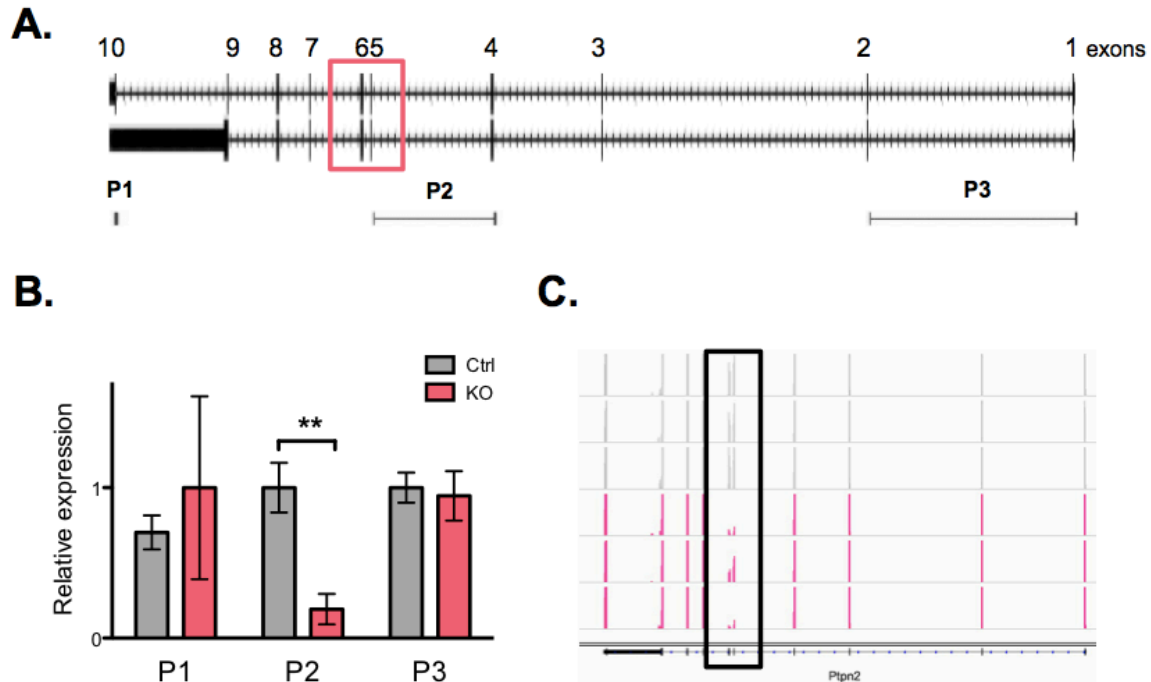 A.
10 9 8 7 65 4 3 2 1 exons
P1 P2 P3
B.
C.
Ctrl
KO
**
Relative expression
1
0
P1 P2 P3
Ptpn2